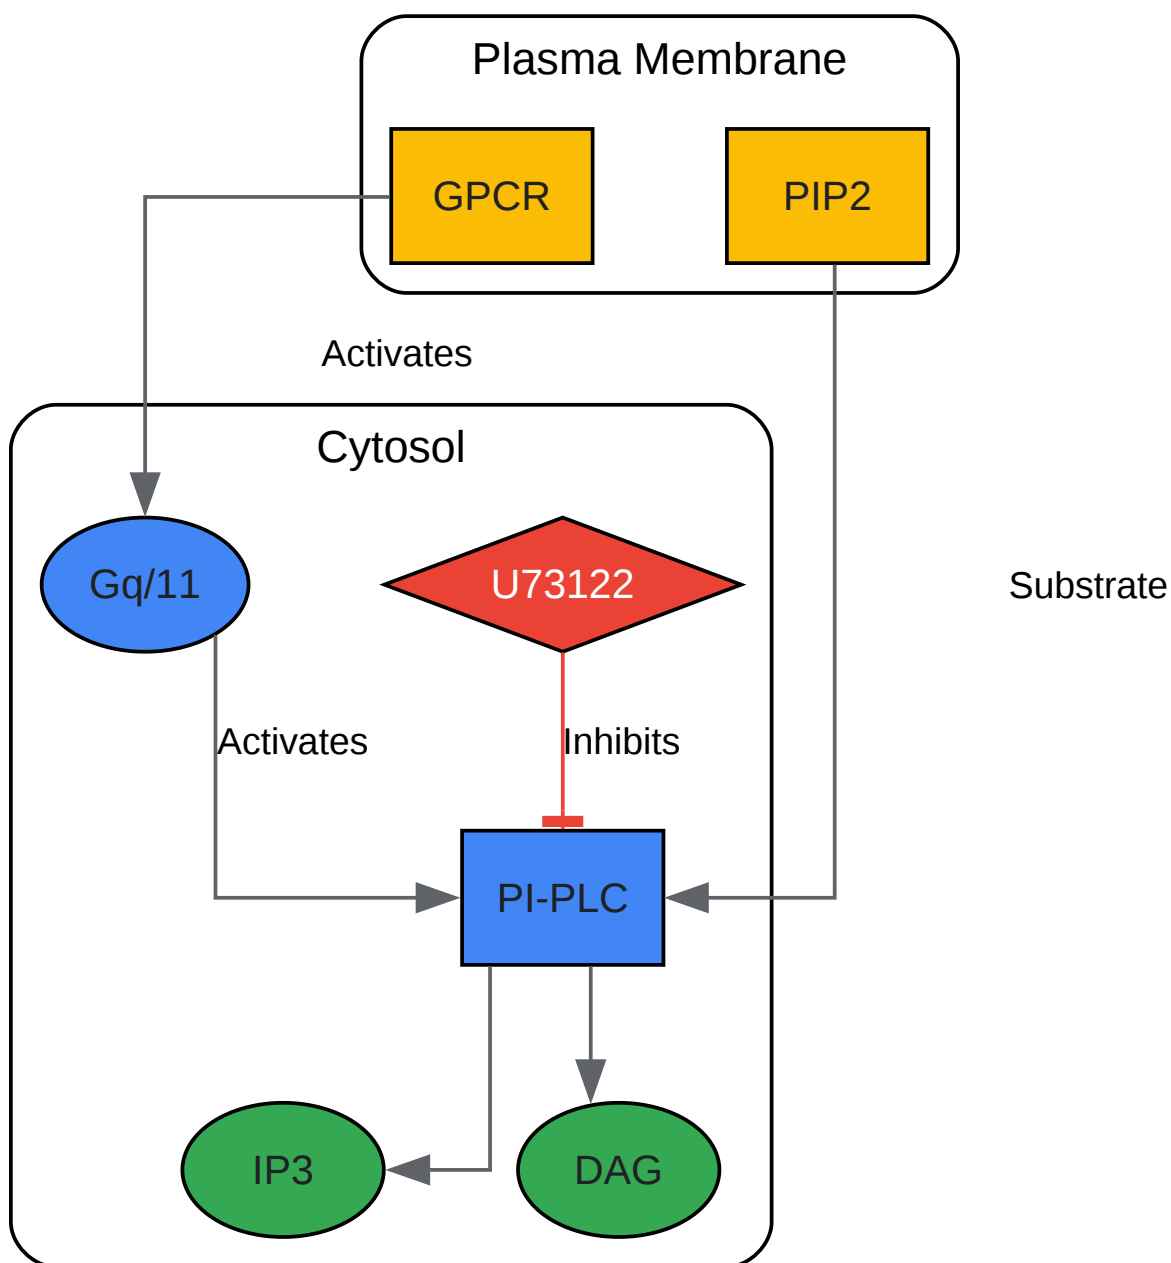 Plasma Membrane
GPCR
PIP2
Activates
Cytosol
Gq/11
U73122
Substrate
Activates
Inhibits
PI-PLC
IP3
DAG